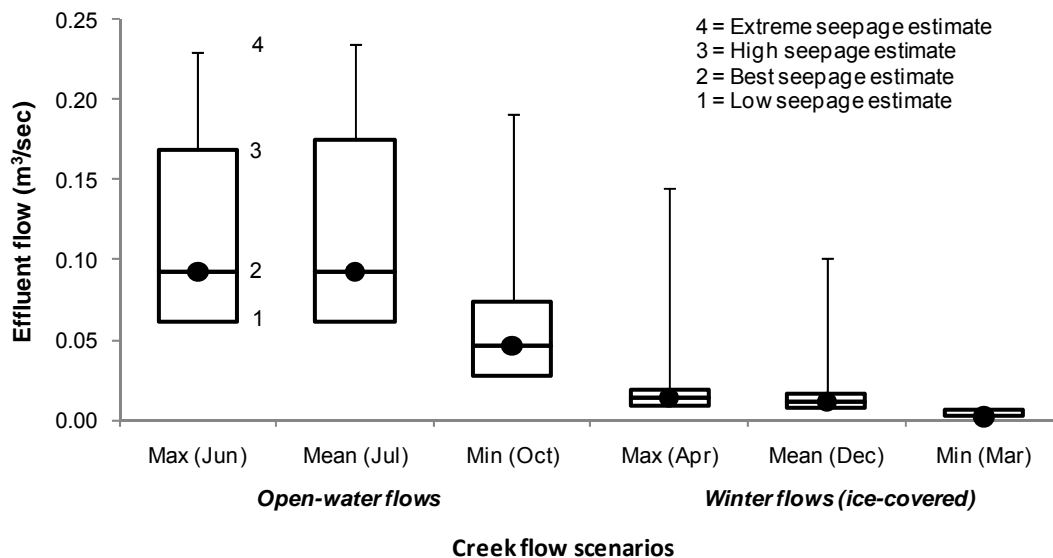 Effluent flow (m³/sec)
0.25
0.20
0.15
0.10
0.05
0.00
4
3
2
1
4 = Extreme seepage estimate
3 = High seepage estimate
2 = Best seepage estimate
1 = Low seepage estimate
Max (Jun) Mean (Jul) Min (Oct) Max (Apr) Mean (Dec) Min (Mar)
Open-water flows Winter flows (ice-covered)
Creek flow scenarios